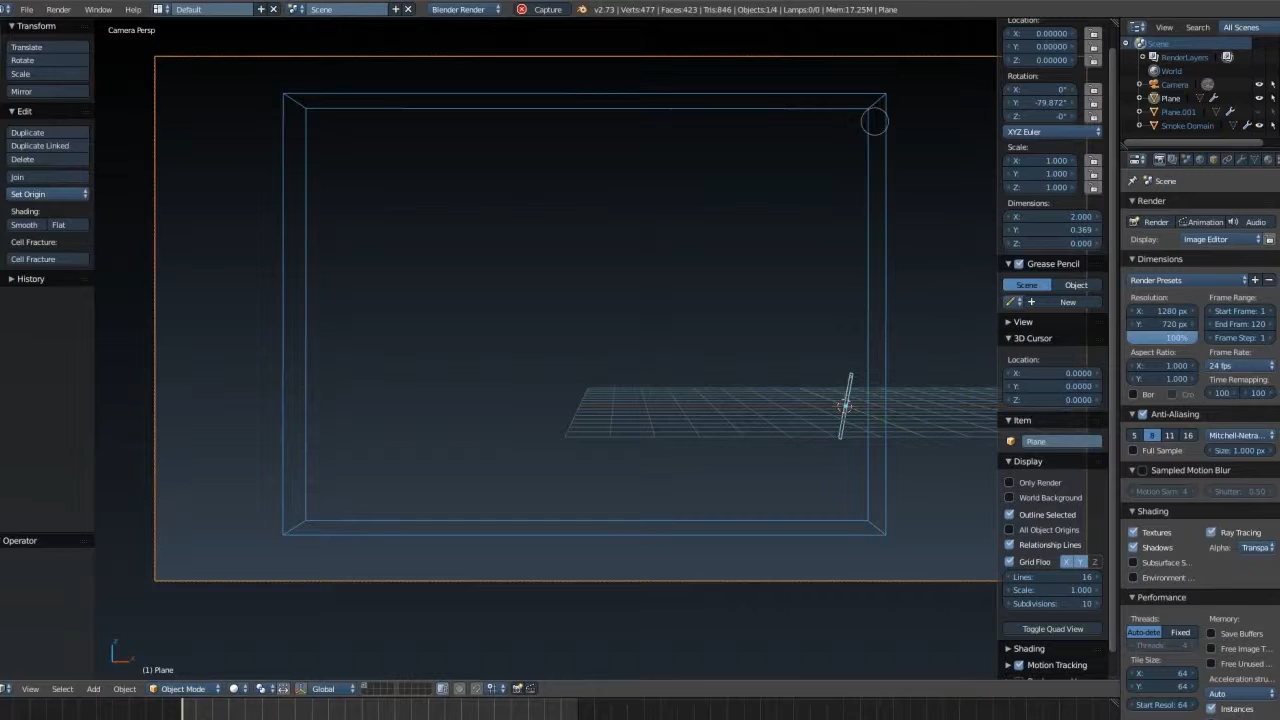 File Render Window Help Default Scene Blender Render Capture v2.73 | Verts:477 | Faces:423 | Tris:846 | Objects:1/4 | Lamps:0/0 | Mem:17.25M | Plane
Transform
Translate
Rotate
Scale
Mirror
Edit
Duplicate
Duplicate Linked
Delete
Join
Set Origin
Shading:
Smooth Flat
Cell Fracture:
Cell Fracture
History
Operator
Camera Persp
(1) Plane
Location:
X: 0.00000
Y: 0.00000
Z: 0.00000
Rotation:
X: 0°
Y: -79.872°
Z: -0°
XYZ Euler
Scale:
X: 1.000
Y: 1.000
Z: 1.000
Dimensions:
X: 2.000
Y: 0.369
Z: 0.000
Grease Pencil
Scene Object
New
View
3D Cursor
Location:
X: 0.0000
Y: 0.0000
Z: 0.0000
Item
Plane
Display
Only Render
World Background
Outline Selected
All Object Origins
Relationship Lines
Grid Floo X Y Z
Lines: 16
Scale: 1.000
Subdivisions: 10
Toggle Quad View
Shading
Motion Tracking
View Search All Scenes
Scene
RenderLayers
World
Camera
Plane
Plane.001
Smoke Domain
Scene
Render
Render Animation Audio
Display: Image Editor
Dimensions
Render Presets
Resolution: Frame Range:
X: 1280 px Start Frame: 1
Y: 720 px End Fram: 120
100% Frame Step: 1
Aspect Ratio: Frame Rate:
X: 1.000 24 fps
Y: 1.000 Time Remapping:
Bor Cro 100 100
Anti-Aliasing
5 8 11 16 Mitchell-Netra...
Full Sample Size: 1.000 px
Sampled Motion Blur
Motion Sam: 4 Shutter: 0.50
Shading
Textures Ray Tracing
Shadows Alpha: Transpa
Subsurface S...
Environment ...
Performance
Threads: Memory:
Auto-dete Fixed Save Buffers
Threads: 4 Free Image T...
Tile Size: Free Unused ...
X: 64 Acceleration stru...
Y: 64 Auto
Start Resol: 64 Instances
View Select Add Object Object Mode Global